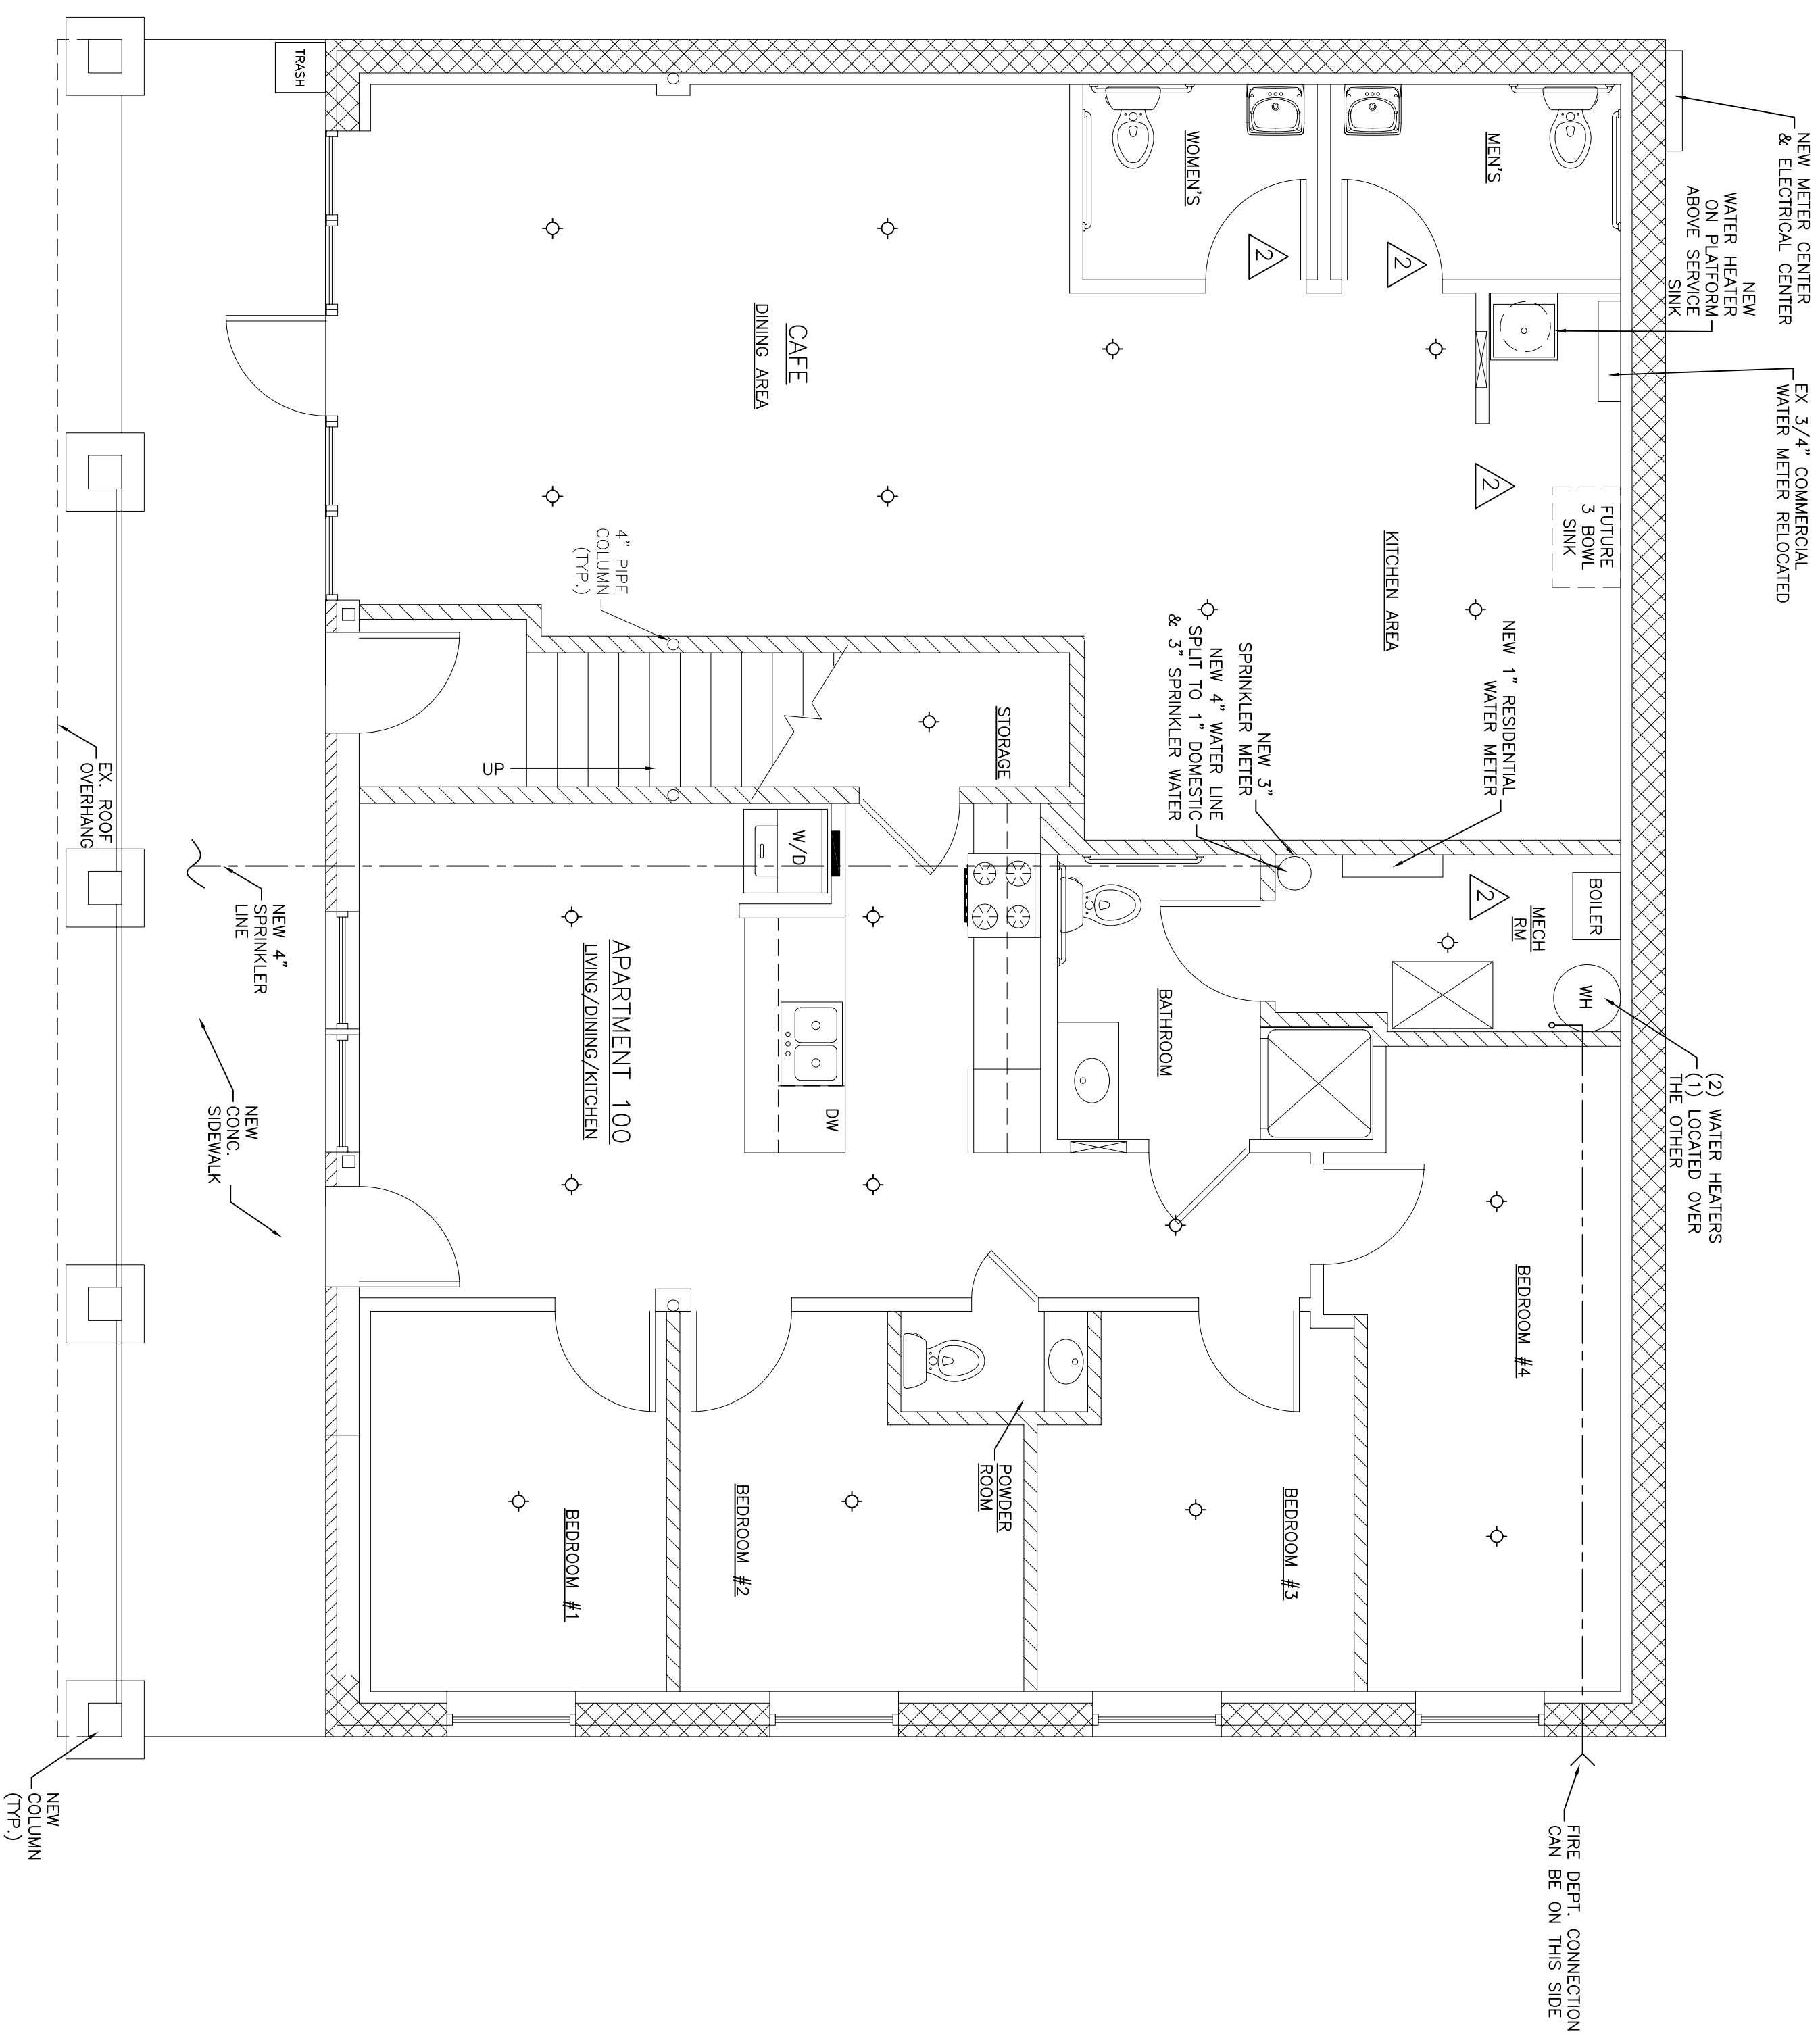 NEW METER CENTER
& ELECTRICAL CENTER
NEW
WATER HEATER
ON PLATFORM
ABOVE SERVICE
SINK
EX 3/4" COMMERCIAL
WATER METER RELOCATED
(2) WATER HEATERS
(1) LOCATED OVER
THE OTHER
FIRE DEPT. CONNECTION
CAN BE ON THIS SIDE
MEN'S
WOMEN'S
2
2
2
FUTURE
3 BOWL
SINK
KITCHEN AREA
NEW 1" RESIDENTIAL
WATER METER
NEW 3"
SPRINKLER METER
NEW 4" WATER LINE
SPLIT TO 1" DOMESTIC
& 3" SPRINKLER WATER
BOILER
MECH
RM
2
WH
BATHROOM
BEDROOM #4
CAFE
DINING AREA
4" PIPE
COLUMN
(TYP.)
STORAGE
UP
W/D
DW
APARTMENT 100
LIVING/DINING/KITCHEN
POWDER
ROOM
BEDROOM #3
BEDROOM #2
BEDROOM #1
TRASH
EX. ROOF
OVERHANG
NEW 4"
SPRINKLER
LINE
NEW
CONC.
SIDEWALK
NEW
COLUMN
(TYP.)